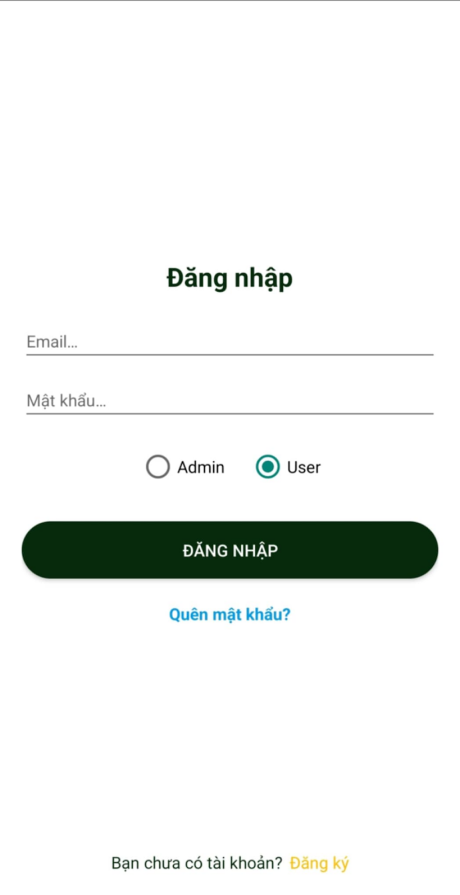 Đăng nhập
Email...
Mật khẩu...
Admin User
ĐĂNG NHẬP
Quên mật khẩu?
Bạn chưa có tài khoản? Đăng ký